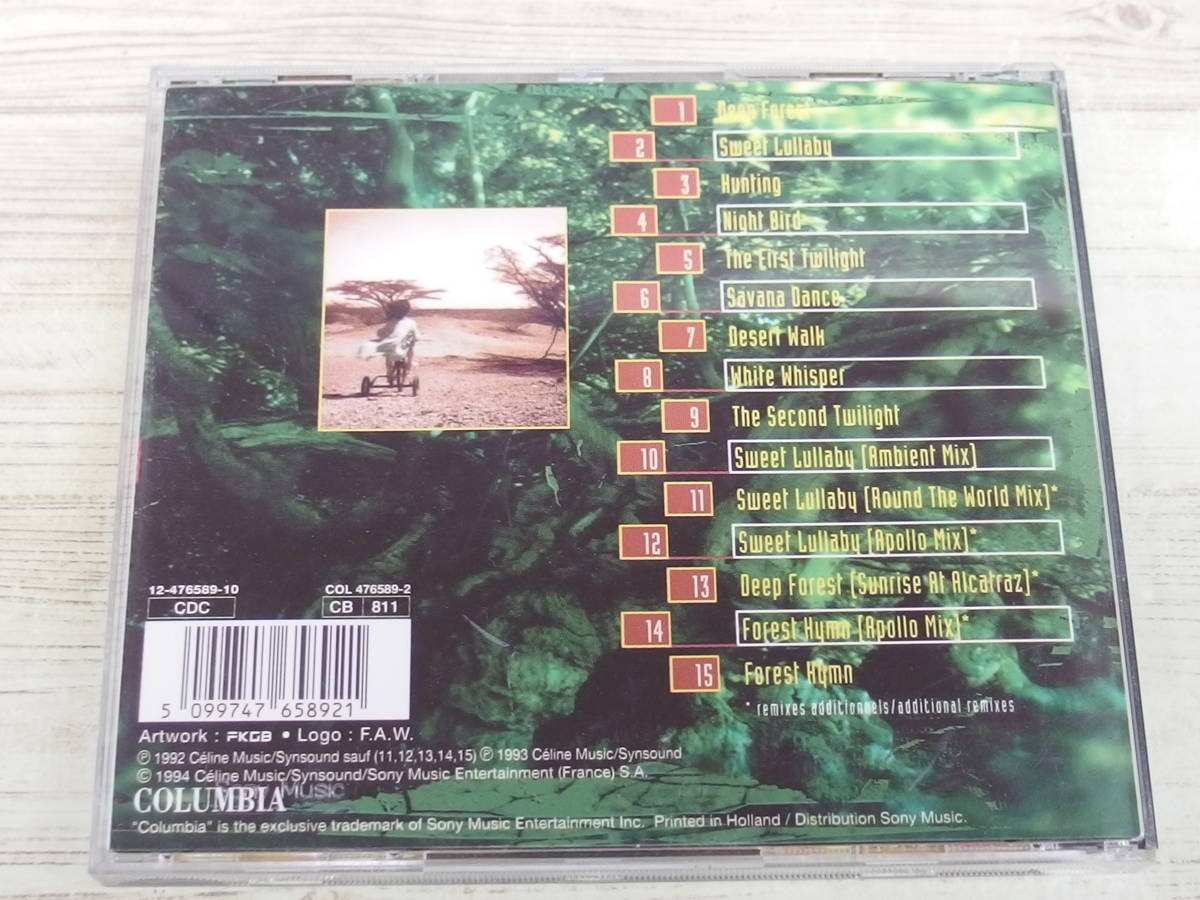 1 Deep Forest
2 Sweet Lullaby
3 Hunting
4 Night Bird
5 The First Twilight
6 Savana Dance
7 Desert Walk
8 White Whisper
9 The Second Twilight
10 Sweet Lullaby [Ambient Mix]
11 Sweet Lullaby [Round The World Mix]*
12 Sweet Lullaby [Apollo Mix]*
13 Deep Forest [Sunrise At Alcatraz]*
14 Forest Hymn [Apollo Mix]*
15 Forest Hymn
* remixes additionnels/additional remixes
12-476589-10 COL 476589-2
CDC CB 811
5 099747 658921
Artwork : FKGB • Logo : F.A.W.
℗ 1992 Céline Music/Synsound sauf (11,12,13,14,15) ℗ 1993 Céline Music/Synsound
© 1994 Céline Music/Synsound/Sony Music Entertainment (France) S.A.
COLUMBIA
"Columbia" is the exclusive trademark of Sony Music Entertainment Inc. Printed in Holland / Distribution Sony Music.